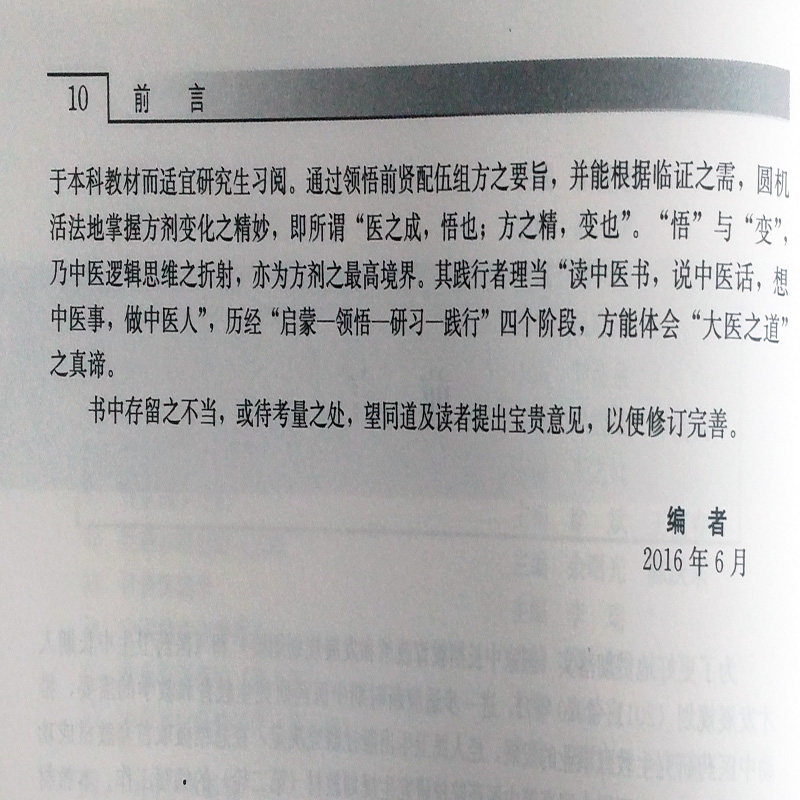 10 前 言
于本科教材而适宜研究生习阅。通过领悟前贤配伍组方之要旨，并能根据临证之需，圆机
活法地掌握方剂变化之精妙，即所谓“医之成，悟也；方之精，变也”。“悟”与“变”，
乃中医逻辑思维之折射，亦为方剂之最高境界。其践行者理当“读中医书，说中医话，想
中医事，做中医人”，历经“启蒙—领悟—研习—践行”四个阶段，方能体会“大医之道”
之真谛。
书中存留之不当，或待考量之处，望同道及读者提出宝贵意见，以便修订完善。
编 者
2016 年 6 月